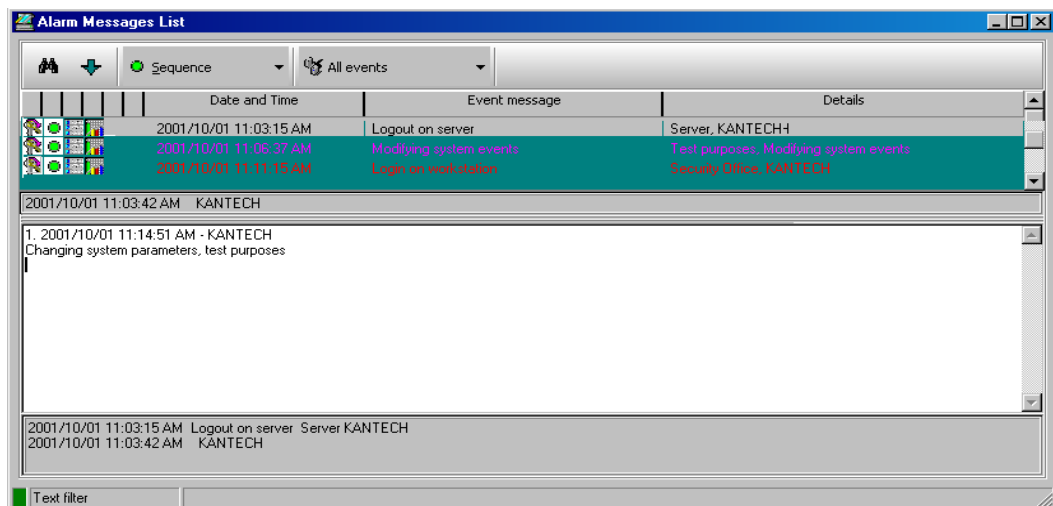 Alarm Messages List
Sequence All events
Date and Time Event message Details
2001/10/01 11:03:15 AM Logout on server Server, KANTECH
2001/10/01 11:06:37 AM Modifying system events Test purposes, Modifying system events
2001/10/01 11:11:15 AM Login on workstation Security Office, KANTECH
2001/10/01 11:03:42 AM KANTECH
1. 2001/10/01 11:14:51 AM - KANTECH
Changing system parameters, test purposes
2001/10/01 11:03:15 AM Logout on server Server KANTECH
2001/10/01 11:03:42 AM KANTECH
Text filter